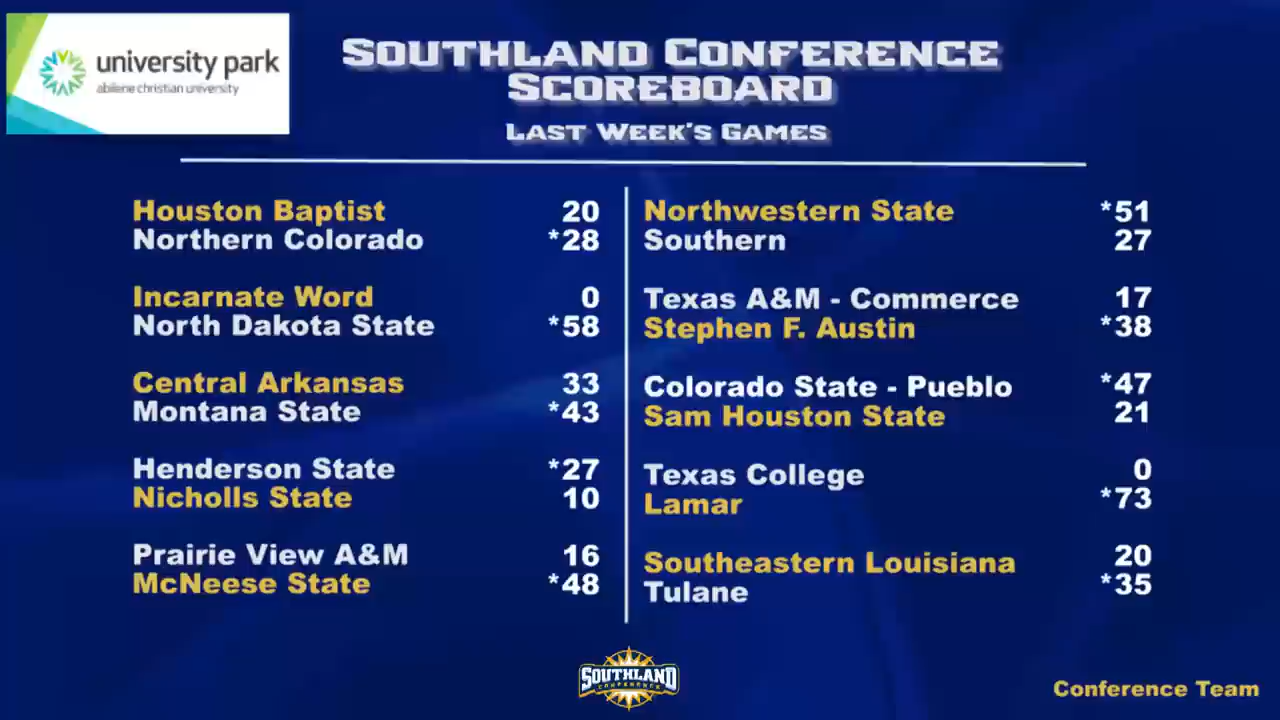 university park
abilene christian university
SOUTHLAND CONFERENCE
SCOREBOARD
LAST WEEK'S GAMES
Houston Baptist 20
Northern Colorado *28
Incarnate Word 0
North Dakota State *58
Central Arkansas 33
Montana State *43
Henderson State *27
Nicholls State 10
Prairie View A&M 16
McNeese State *48
Northwestern State *51
Southern 27
Texas A&M - Commerce 17
Stephen F. Austin *38
Colorado State - Pueblo *47
Sam Houston State 21
Texas College 0
Lamar *73
Southeastern Louisiana 20
Tulane *35
SOUTHLAND
CONFERENCE
Conference Team